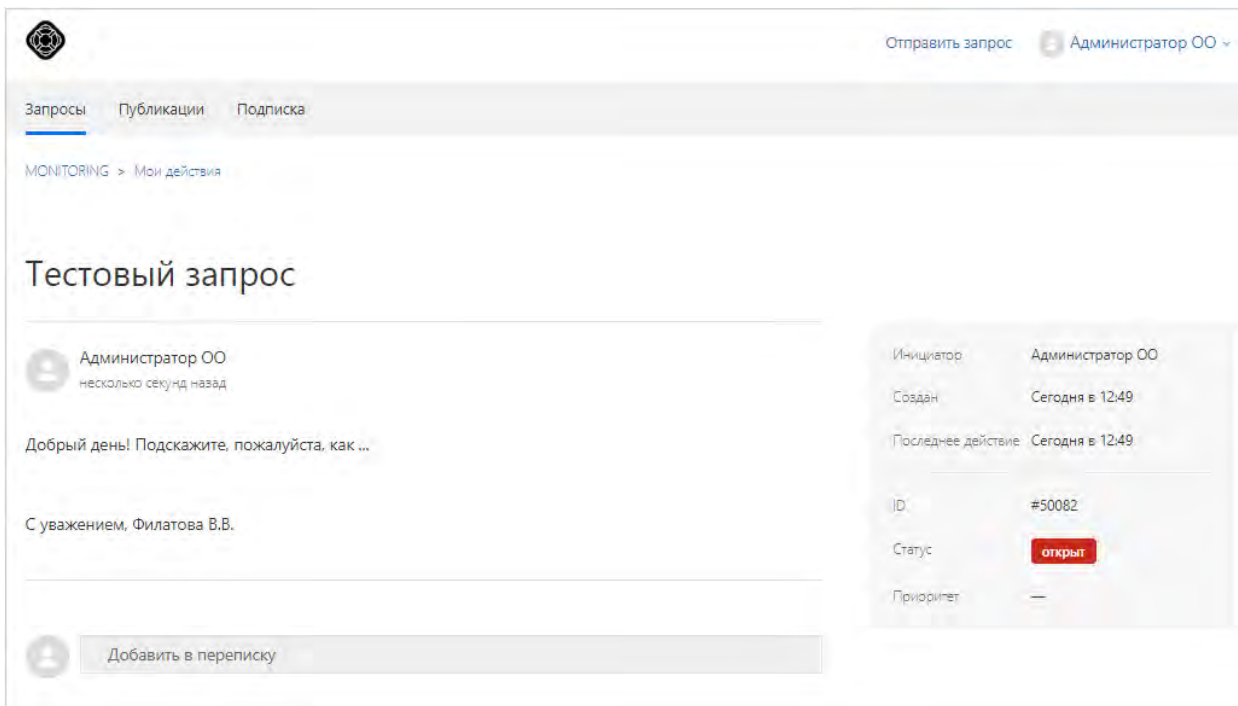 Отправить запрос Администратор ОО
Запросы Публикации Подписка
MONITORING > Мои действия
Тестовый запрос
Администратор ОО
несколько секунд назад
Добрый день! Подскажите, пожалуйста, как ...
С уважением, Филатова В.В.
Добавить в переписку
Инициатор Администратор ОО
Создан Сегодня в 12:49
Последнее действие Сегодня в 12:49
ID #50082
Статус открыт
Приоритет —